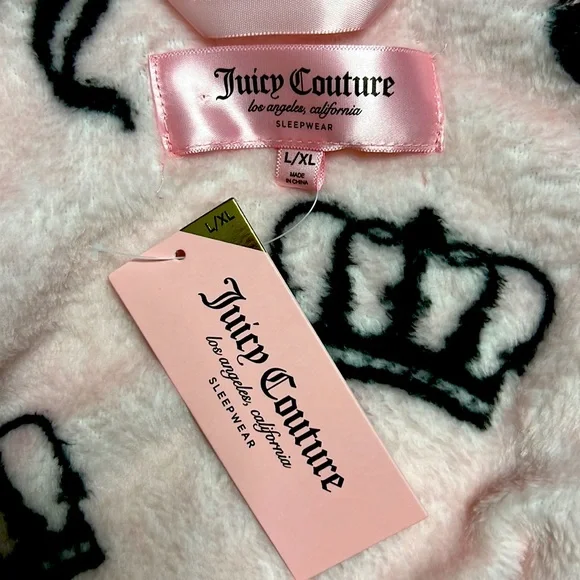 Juicy Couture
los angeles, california
SLEEPWEAR
L/XL
MADE
IN CHINA
L/XL
Juicy Couture
los angeles, california
SLEEPWEAR